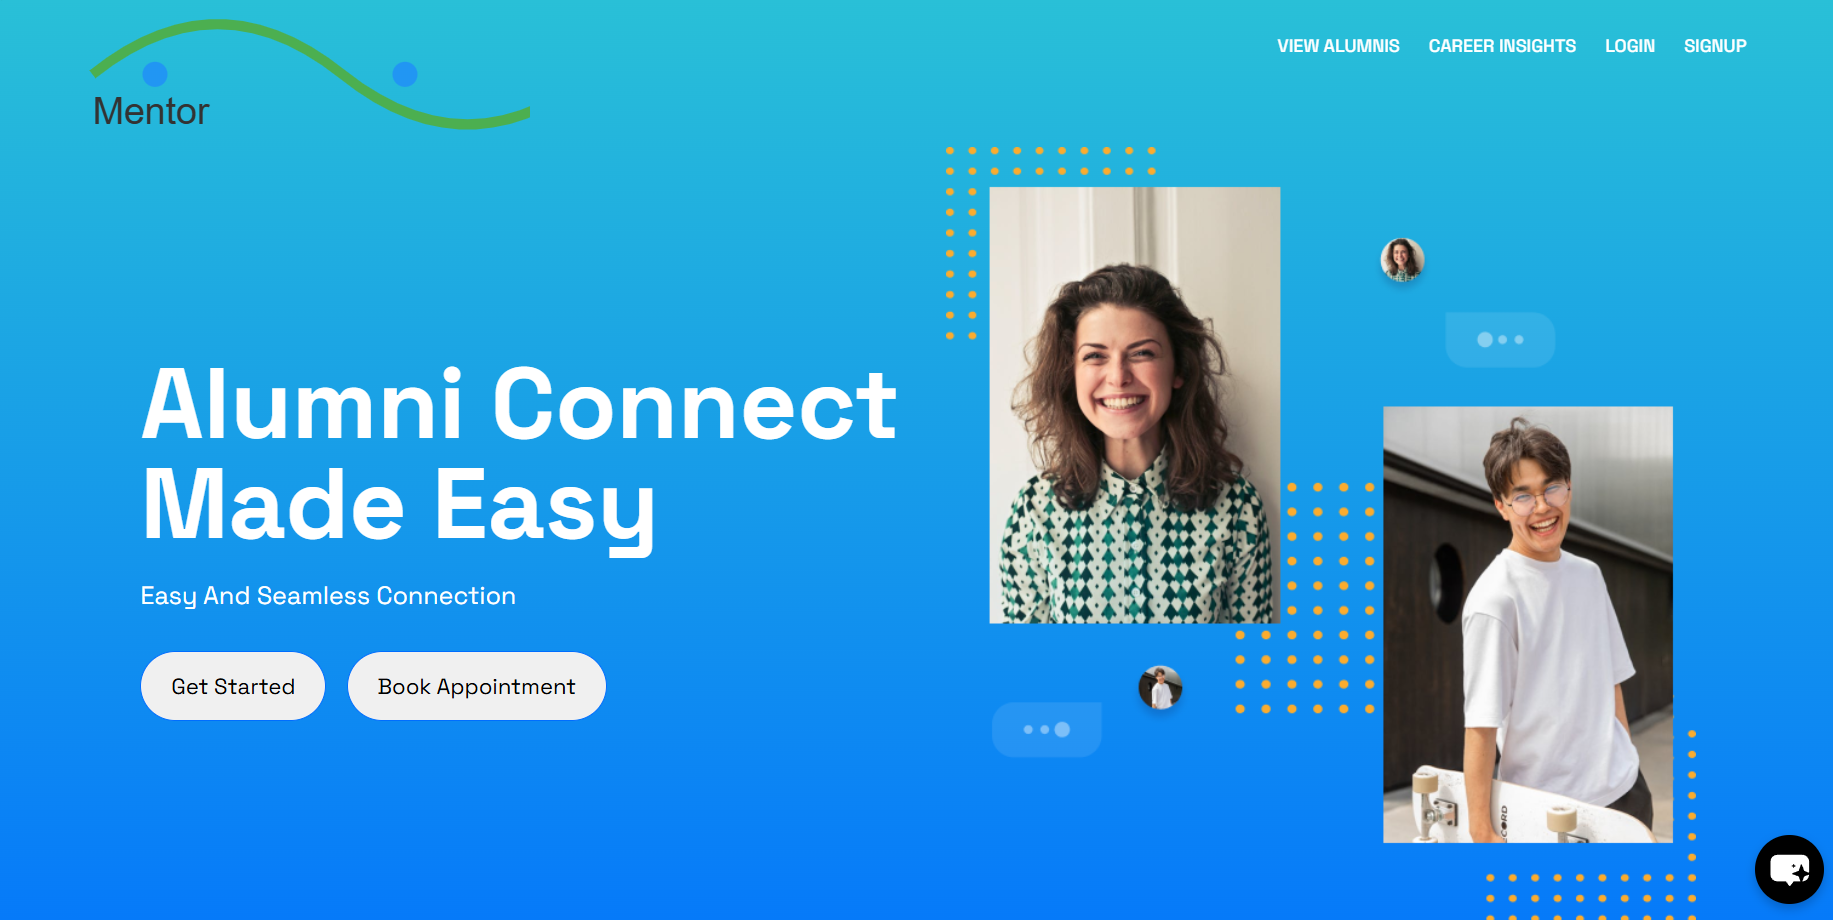 Mentor
VIEW ALUMNIS
CAREER INSIGHTS
LOGIN
SIGNUP
Alumni Connect
Made Easy
Easy And Seamless Connection
Get Started
Book Appointment